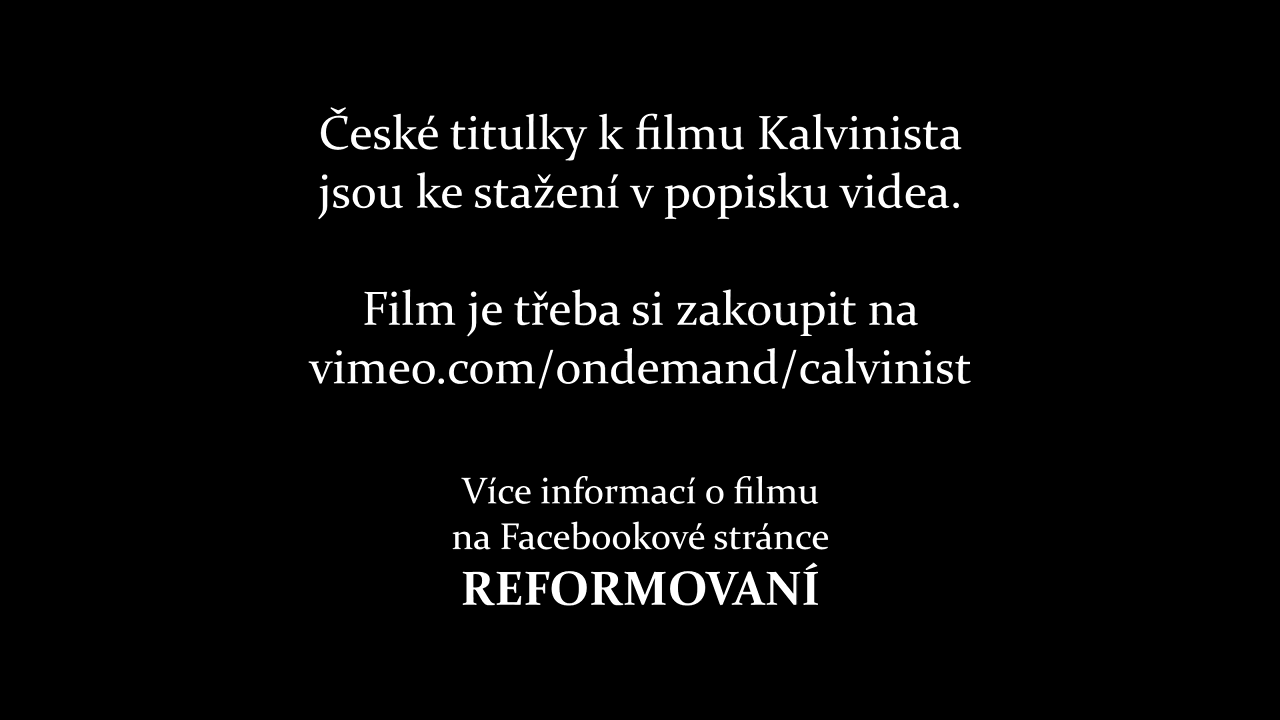 České titulky k filmu Kalvinista
jsou ke stažení v popisku videa.
Film je třeba si zakoupit na
vimeo.com/ondemand/calvinist
Více informací o filmu
na Facebookové stránce
REFORMOVANÍ